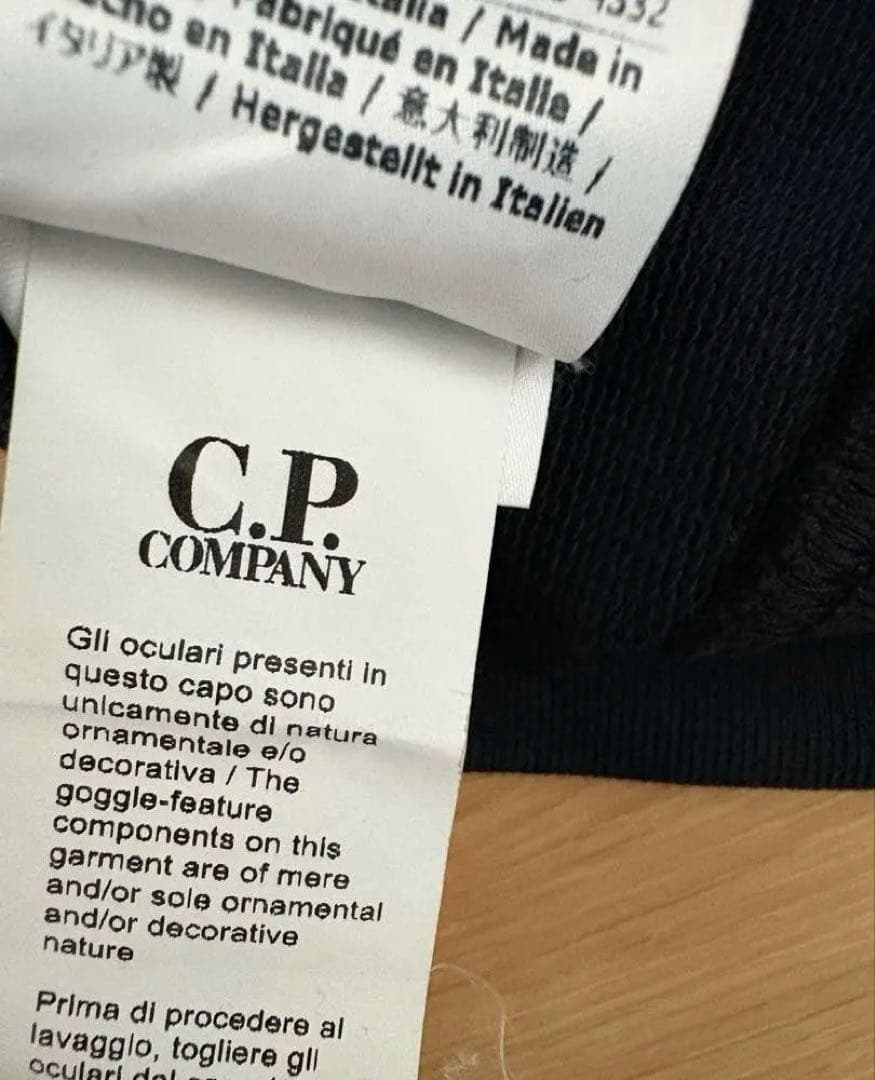 4332
/ Made in
Fabriqué en Italie /
en Italia / 意大利制造 /
イタリア製 / Hergestellt in Italien
C.P.
COMPANY
Gli oculari presenti in
questo capo sono
unicamente di natura
ornamentale e/o
decorativa / The
goggle-feature
components on this
garment are of mere
and/or sole ornamental
and/or decorative
nature
Prima di procedere al
lavaggio, togliere gli
oculari